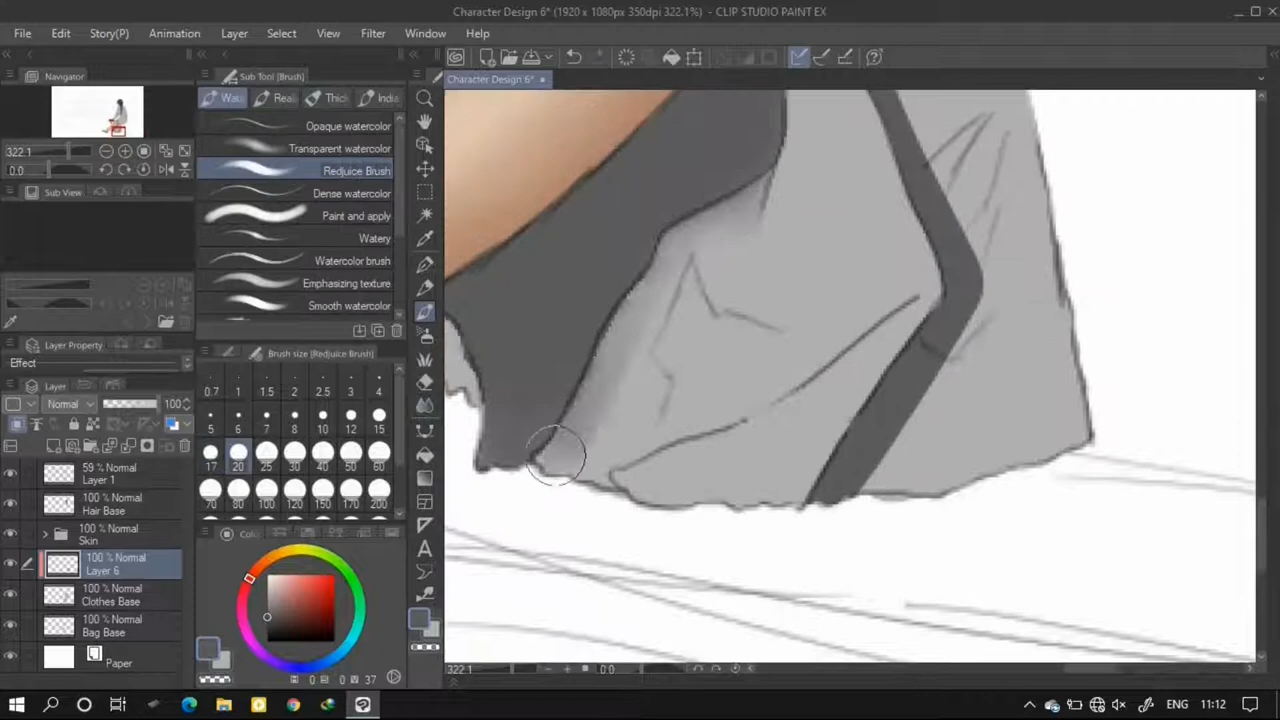 Character Design 6* (1920 x 1080px 350dpi 322.1%) - CLIP STUDIO PAINT EX
File Edit Story(P) Animation Layer Select View Filter Window Help
Navigator
Sub Tool [Brush]
Character Design 6*
Opaque watercolor
Transparent watercolor
Redjuice Brush
Dense watercolor
Paint and apply
Watery
Watercolor brush
Emphasizing texture
Smooth watercolor
322.1
0.0
Sub View
Layer Property
Effect
Layer
Normal 100
Brush size [Redjuice Brush]
0.7 1 1.5 2 2.5 3 4
5 6 7 8 10 12 15
17 20 25 30 40 50 60
70 80 100 120 150 170 200
59 % Normal
Layer 1
100 % Normal
Hair Base
100 % Normal
Skin
100 % Normal
Layer 6
100 % Normal
Clothes Base
100 % Normal
Bag Base
Paper
0 0 37
322.1 0.0
ENG 11:12